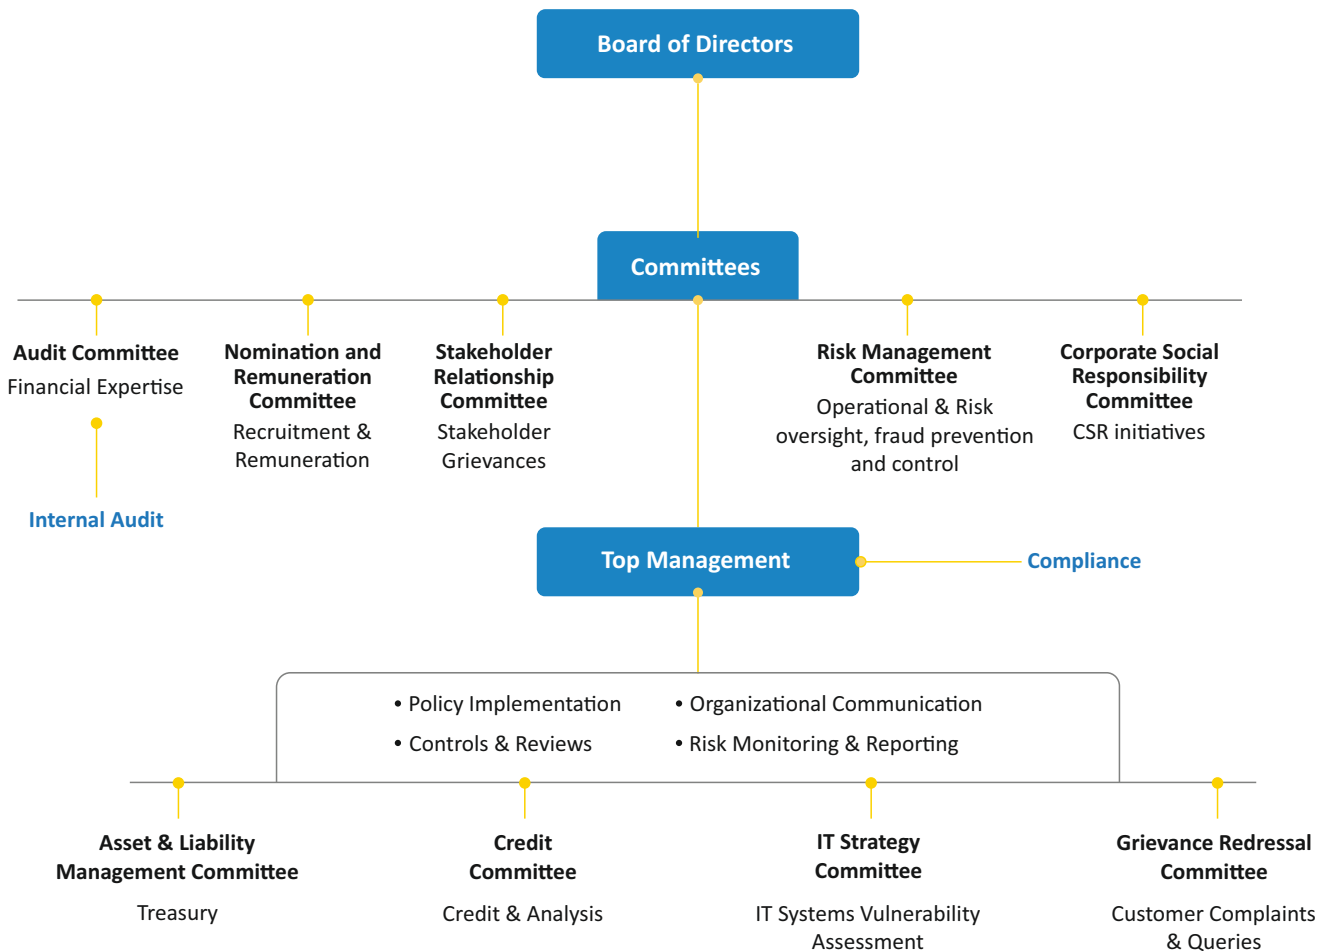 Board of Directors
Committees
Audit Committee
Financial Expertise
Internal Audit
Nomination and
Remuneration
Committee
Recruitment &
Remuneration
Stakeholder
Relationship
Committee
Stakeholder
Grievances
Risk Management
Committee
Operational & Risk
oversight, fraud prevention
and control
Corporate Social
Responsibility
Committee
CSR initiatives
Top Management
Compliance
• Policy Implementation
• Controls & Reviews
• Organizational Communication
• Risk Monitoring & Reporting
Asset & Liability
Management Committee
Treasury
Credit
Committee
Credit & Analysis
IT Strategy
Committee
IT Systems Vulnerability
Assessment
Grievance Redressal
Committee
Customer Complaints
& Queries